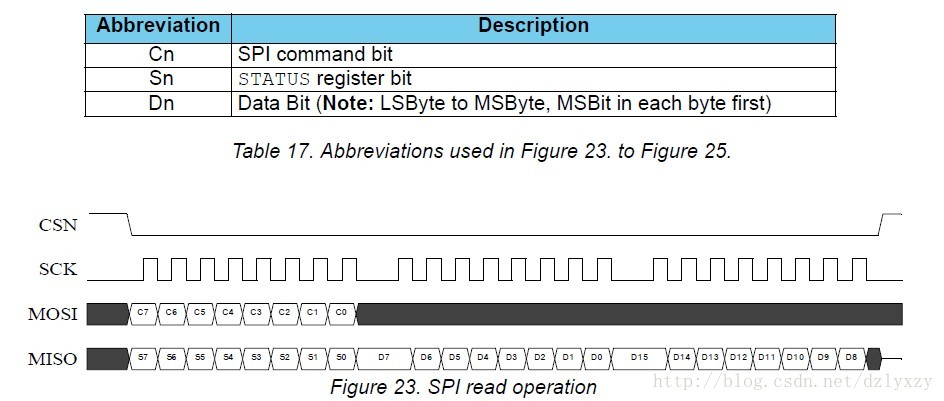 Abbreviation Description
Cn SPI command bit
Sn STATUS register bit
Dn Data Bit (Note: LSByte to MSByte, MSBit in each byte first)
Table 17. Abbreviations used in Figure 23. to Figure 25.
CSN
SCK
MOSI C7 C6 C5 C4 C3 C2 C1 C0
MISO S7 S6 S5 S4 S3 S2 S1 S0 D7 D6 D5 D4 D3 D2 D1 D0 D15 D14 D13 D12 D11 D10 D9 D8
Figure 23. SPI read operation
http://blog.csdn.net/dzlyxzy